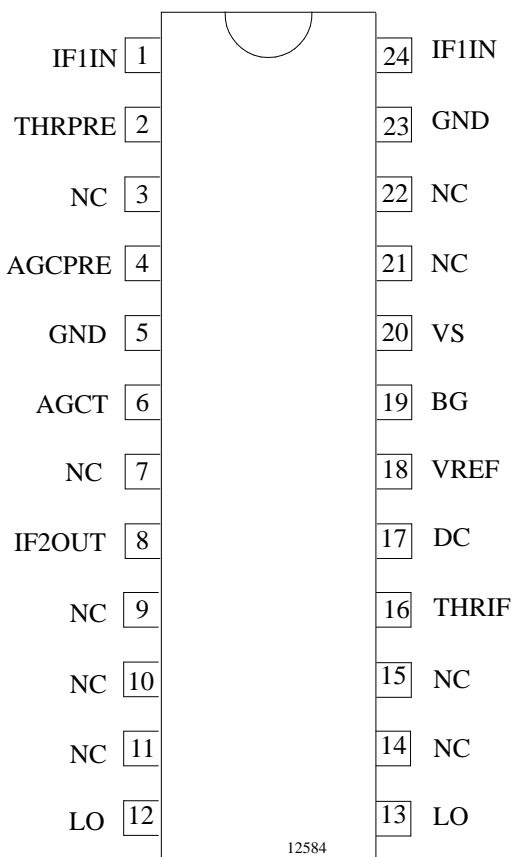 IF1IN 1 24 IF1IN
THRPRE 2 23 GND
NC 3 22 NC
AGCPRE 4 21 NC
GND 5 20 VS
AGCT 6 19 BG
NC 7 18 VREF
IF2OUT 8 17 DC
NC 9 16 THRIF
NC 10 15 NC
NC 11 14 NC
LO 12 13 LO
12584